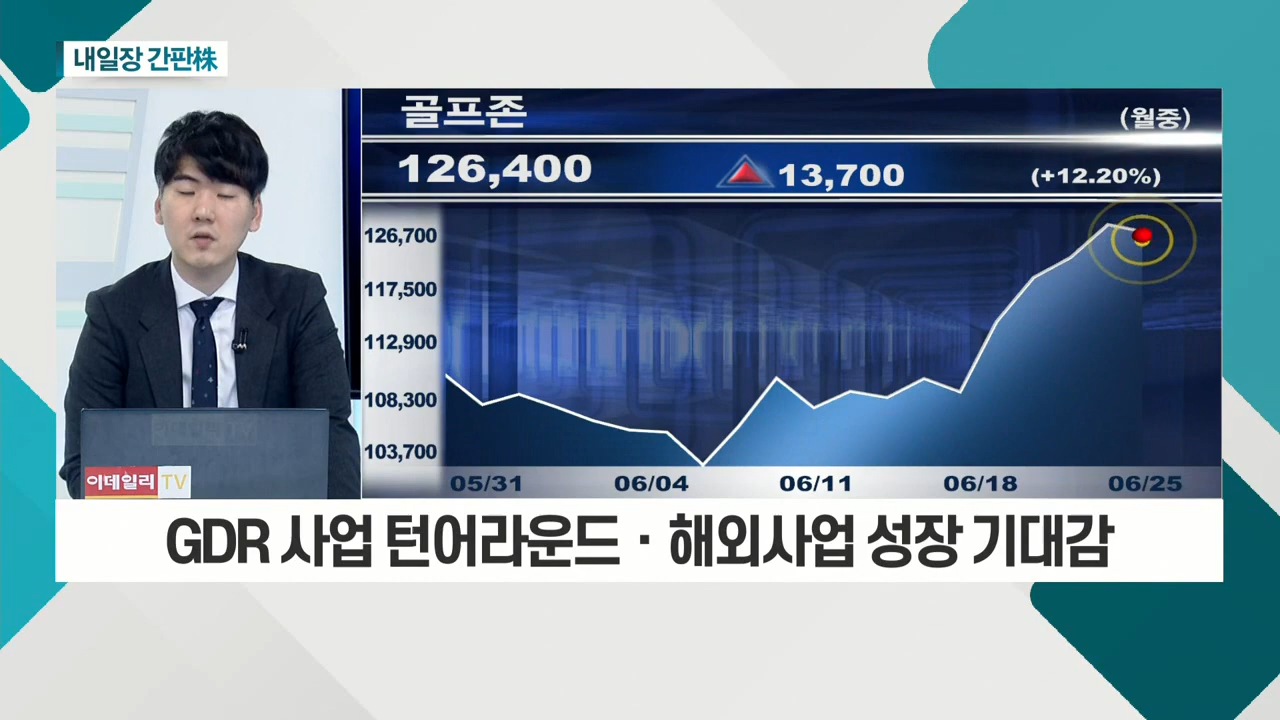 내일장 간판株
골프존
(월중)
126,400
13,700
(+12.20%)
126,700
117,500
112,900
108,300
103,700
05/31 06/04 06/11 06/18 06/25
이데일리TV
GDR 사업 턴어라운드 · 해외사업 성장 기대감